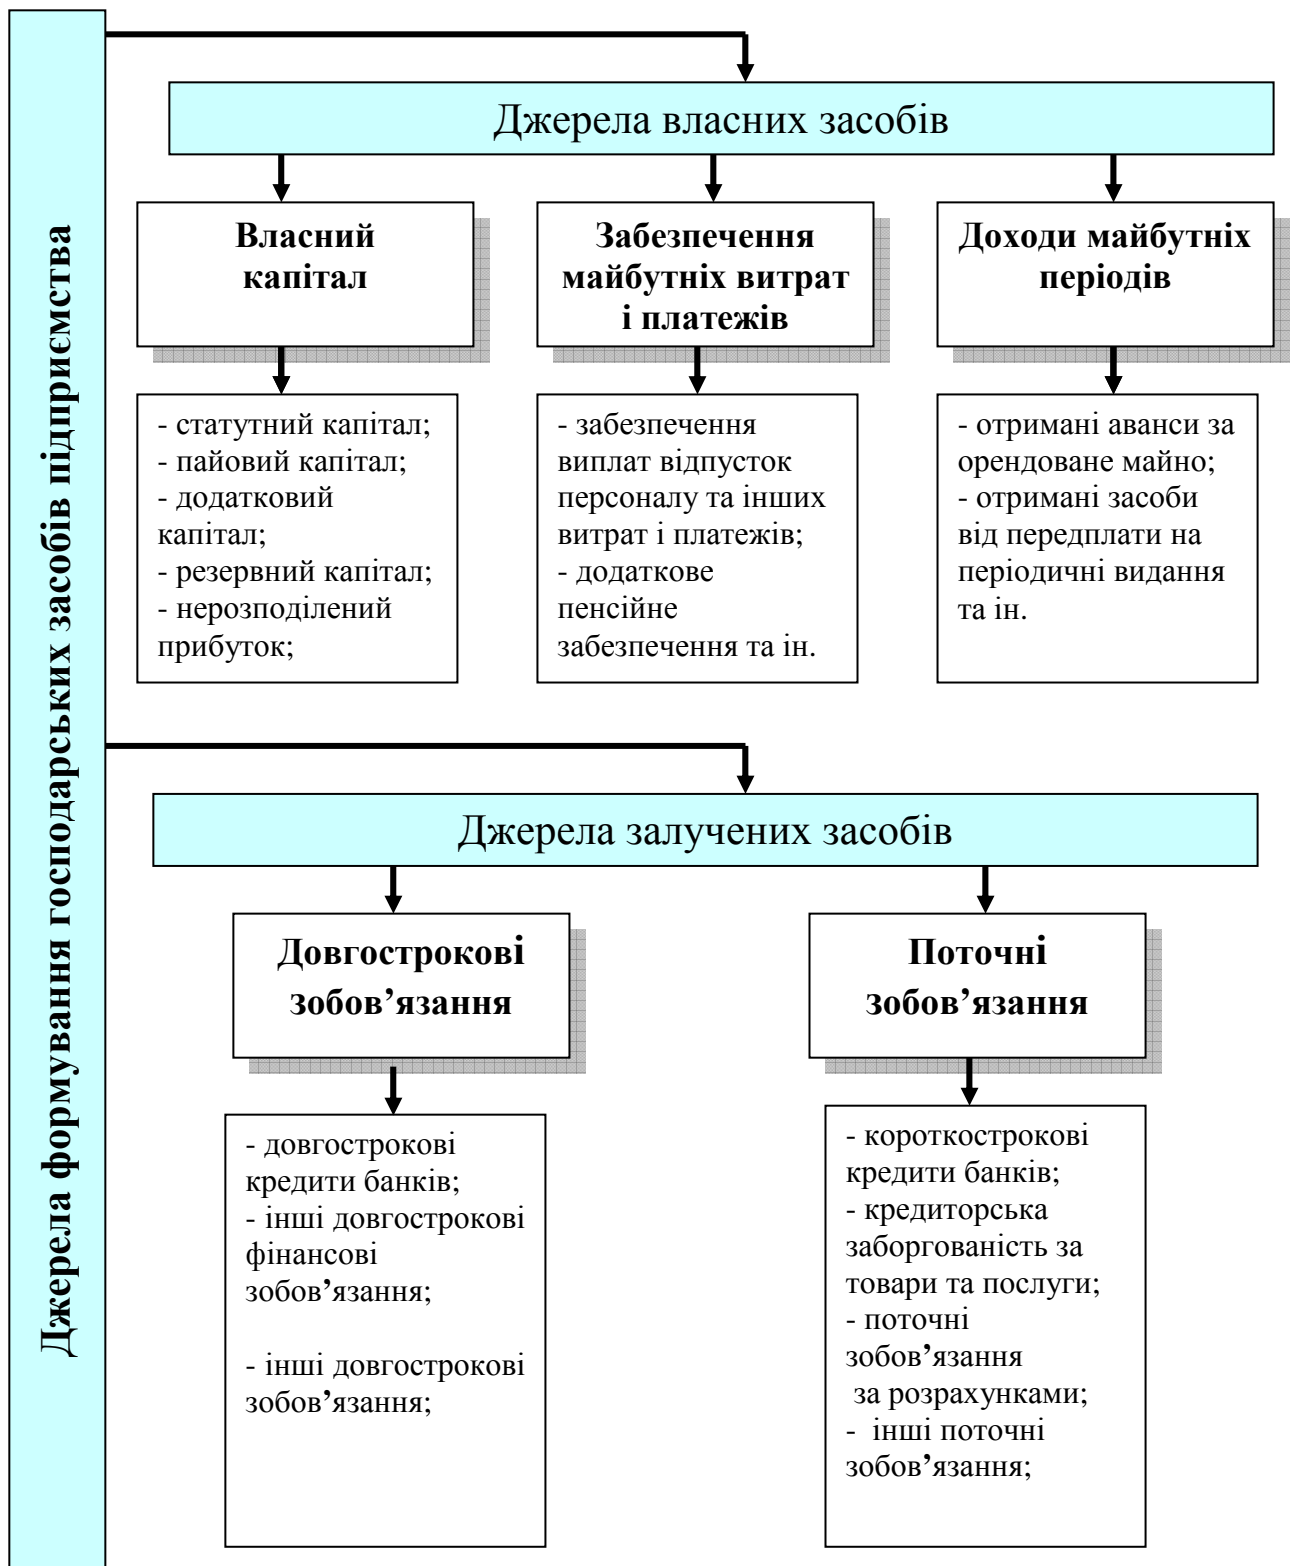 Джерела формування господарських засобів підприємства
Джерела власних засобів
Власний
капітал
Забезпечення
майбутніх витрат
і платежів
Доходи майбутніх
періодів
- статутний капітал;
- пайовий капітал;
- додатковий
капітал;
- резервний капітал;
- нерозподілений
прибуток;
- забезпечення
виплат відпусток
персоналу та інших
витрат і платежів;
- додаткове
пенсійне
забезпечення та ін.
- отримані аванси за
орендоване майно;
- отримані засоби
від передплати на
періодичні видання
та ін.
Джерела залучених засобів
Довгострокові
зобов’язання
Поточні
зобов’язання
- довгострокові
кредити банків;
- інші довгострокові
фінансові
зобов’язання;
- інші довгострокові
зобов’язання;
- короткострокові
кредити банків;
- кредиторська
заборгованість за
товари та послуги;
- поточні
зобов’язання
за розрахунками;
- інші поточні
зобов’язання;